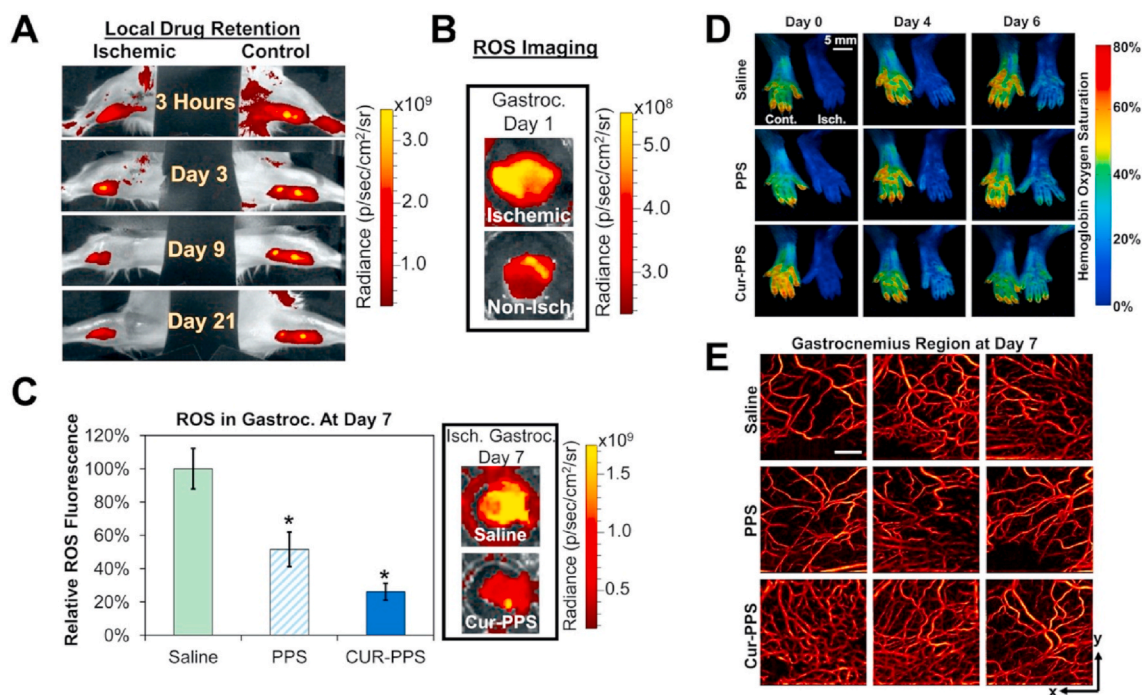 A
Local Drug Retention
Ischemic
Control
3 Hours
Day 3
Day 9
Day 21
x10⁹
3.0
2.0
1.0
Radiance (p/sec/cm²/sr)
B
ROS Imaging
Gastroc.
Day 1
Ischemic
Non-Isch
x10⁸
5.0
4.0
3.0
Radiance (p/sec/cm²/sr)
C
ROS in Gastroc. At Day 7
Relative ROS Fluorescence
120%
100%
80%
60%
40%
20%
0%
*
*
Saline
PPS
CUR-PPS
Isch. Gastroc.
Day 7
Saline
Cur-PPS
x10⁹
1.5
1.0
0.5
Radiance (p/sec/cm²/sr)
D
Day 0
Day 4
Day 6
5 mm
Saline
Cont.
Isch.
PPS
Cur-PPS
80%
60%
40%
20%
0%
Hemoglobin Oxygen Saturation
E
Gastrocnemius Region at Day 7
Saline
PPS
Cur-PPS
y
x